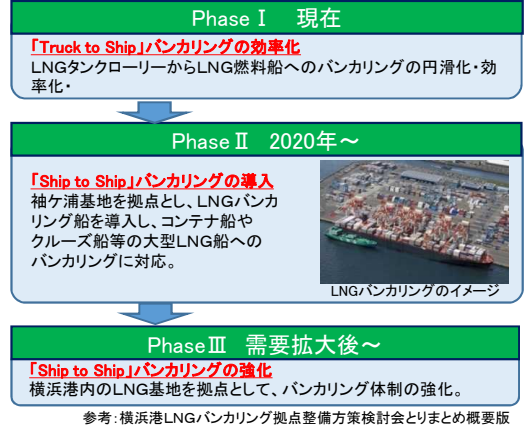 Phase Ⅰ　現在
「Truck to Ship」バンカリングの効率化
LNGタンクローリーからLNG燃料船へのバンカリングの円滑化・効
率化・
Phase Ⅱ　2020年～
「Ship to Ship」バンカリングの導入
袖ケ浦基地を拠点とし、LNGバンカ
リング船を導入し、コンテナ船や
クルーズ船等の大型LNG船への
バンカリングに対応。
LNGバンカリングのイメージ
Phase Ⅲ　需要拡大後～
「Ship to Ship」バンカリングの強化
横浜港内のLNG基地を拠点として、バンカリング体制の強化。
参考：横浜港LNGバンカリング拠点整備方策検討会とりまとめ概要版